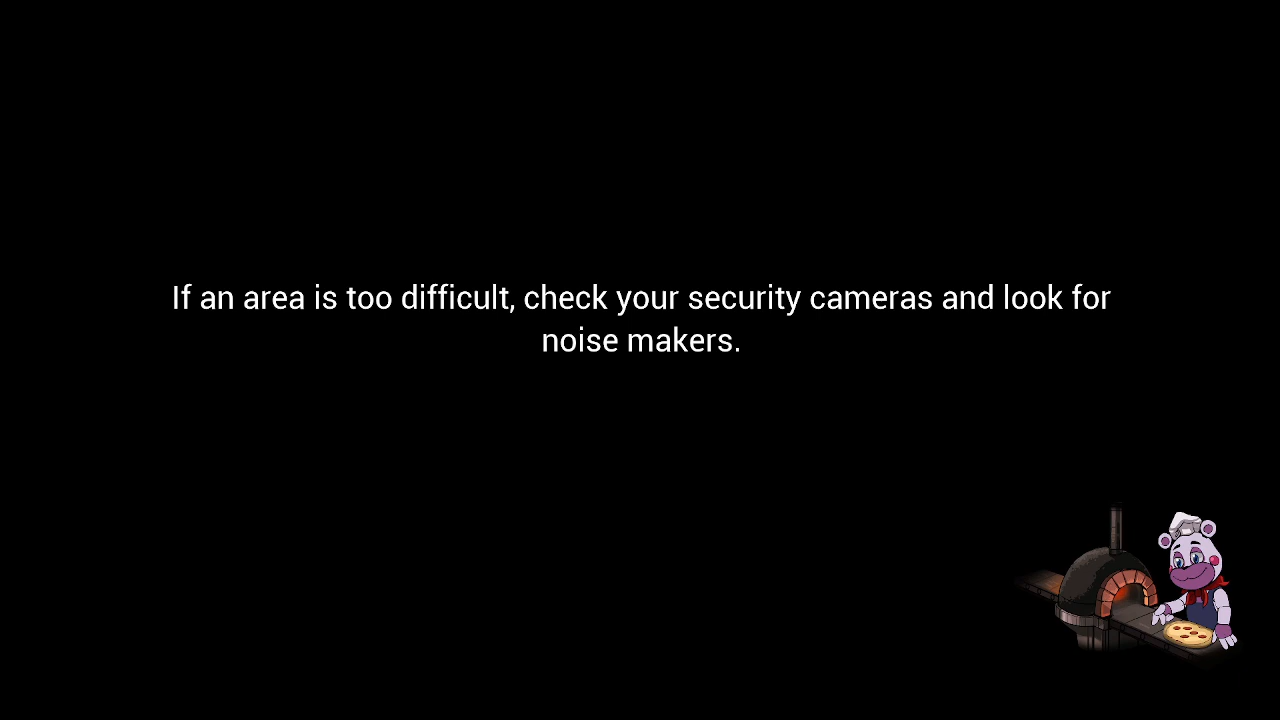 If an area is too difficult, check your security cameras and look for
noise makers.